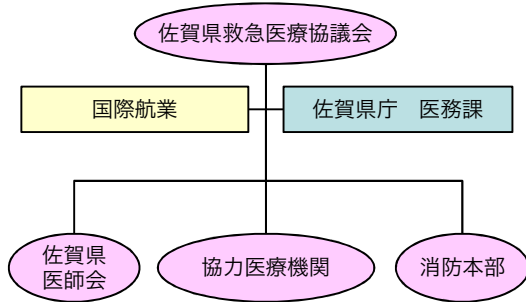 佐賀県救急医療協議会
国際航業
佐賀県庁　医務課
佐賀県
医師会
協力医療機関
消防本部